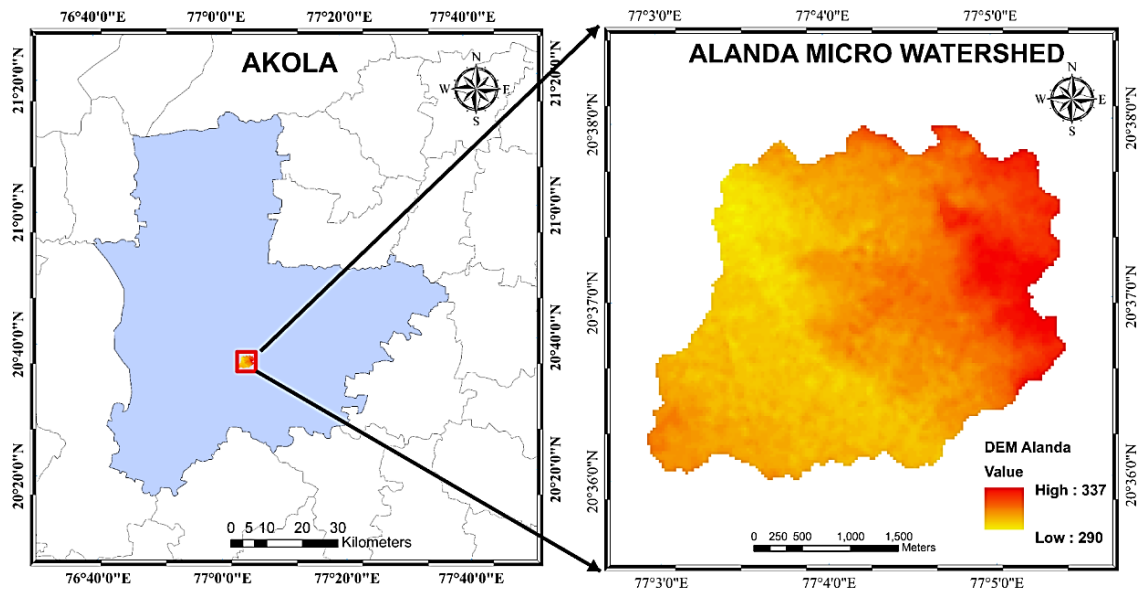 76°40'0"E 77°0'0"E 77°20'0"E 77°40'0"E
AKOLA
N
W E
S
21°20'0"N
21°0'0"N
20°40'0"N
20°20'0"N
21°20'0"N
21°0'0"N
20°40'0"N
20°20'0"N
0 5 10 20 30
Kilometers
76°40'0"E 77°0'0"E 77°20'0"E 77°40'0"E
77°3'0"E 77°4'0"E 77°5'0"E
ALANDA MICRO WATERSHED
N
W E
S
20°38'0"N
20°37'0"N
20°36'0"N
20°38'0"N
20°37'0"N
20°36'0"N
DEM Alanda
Value
High : 337
Low : 290
0 250 500 1,000 1,500
Meters
77°3'0"E 77°4'0"E 77°5'0"E